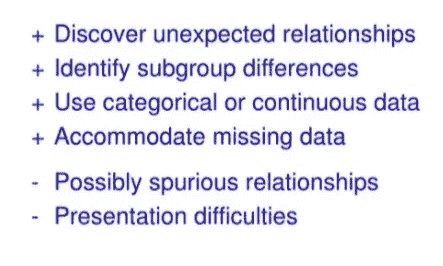 + Discover unexpected relationships
+ Identify subgroup differences
+ Use categorical or continuous data
+ Accommodate missing data
- Possibly spurious relationships
- Presentation difficulties